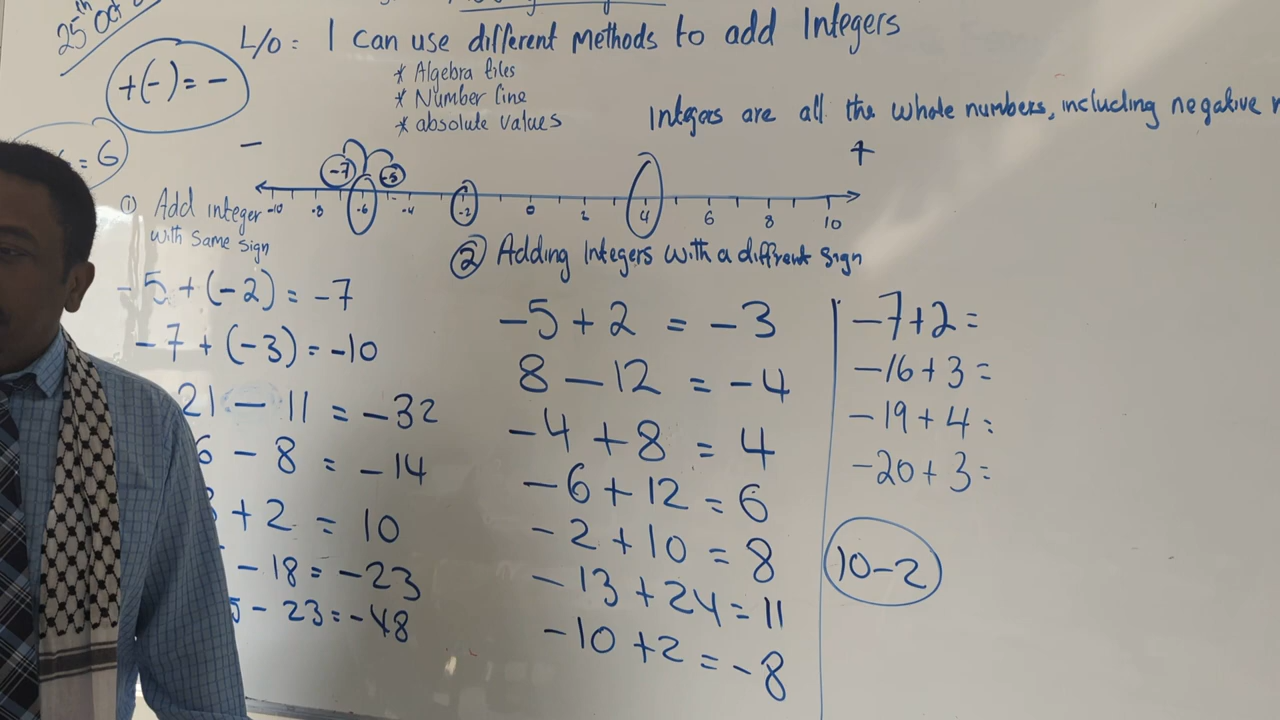 25th Oct
L/O: I can use different methods to add Integers
+(-) = -
* Algebra tiles
* Number line
* absolute values
Integers are all the whole numbers, including negative
= 6
- +
-7 -5
-10 -8 -6 -4 -2 0 2 4 6 8 10
① Add integer
with same sign
-5 + (-2) = -7
-7 + (-3) = -10
21 - 11 = -32
6 - 8 = -14
+ 2 = 10
- 18 = -23
5 - 23 = -48
② Adding Integers with a different sign
-5 + 2 = -3
8 - 12 = -4
-4 + 8 = 4
-6 + 12 = 6
-2 + 10 = 8
-13 + 24 = 11
-10 + 2 = -8
-7 + 2 =
-16 + 3 =
-19 + 4 =
-20 + 3 =
10 - 2